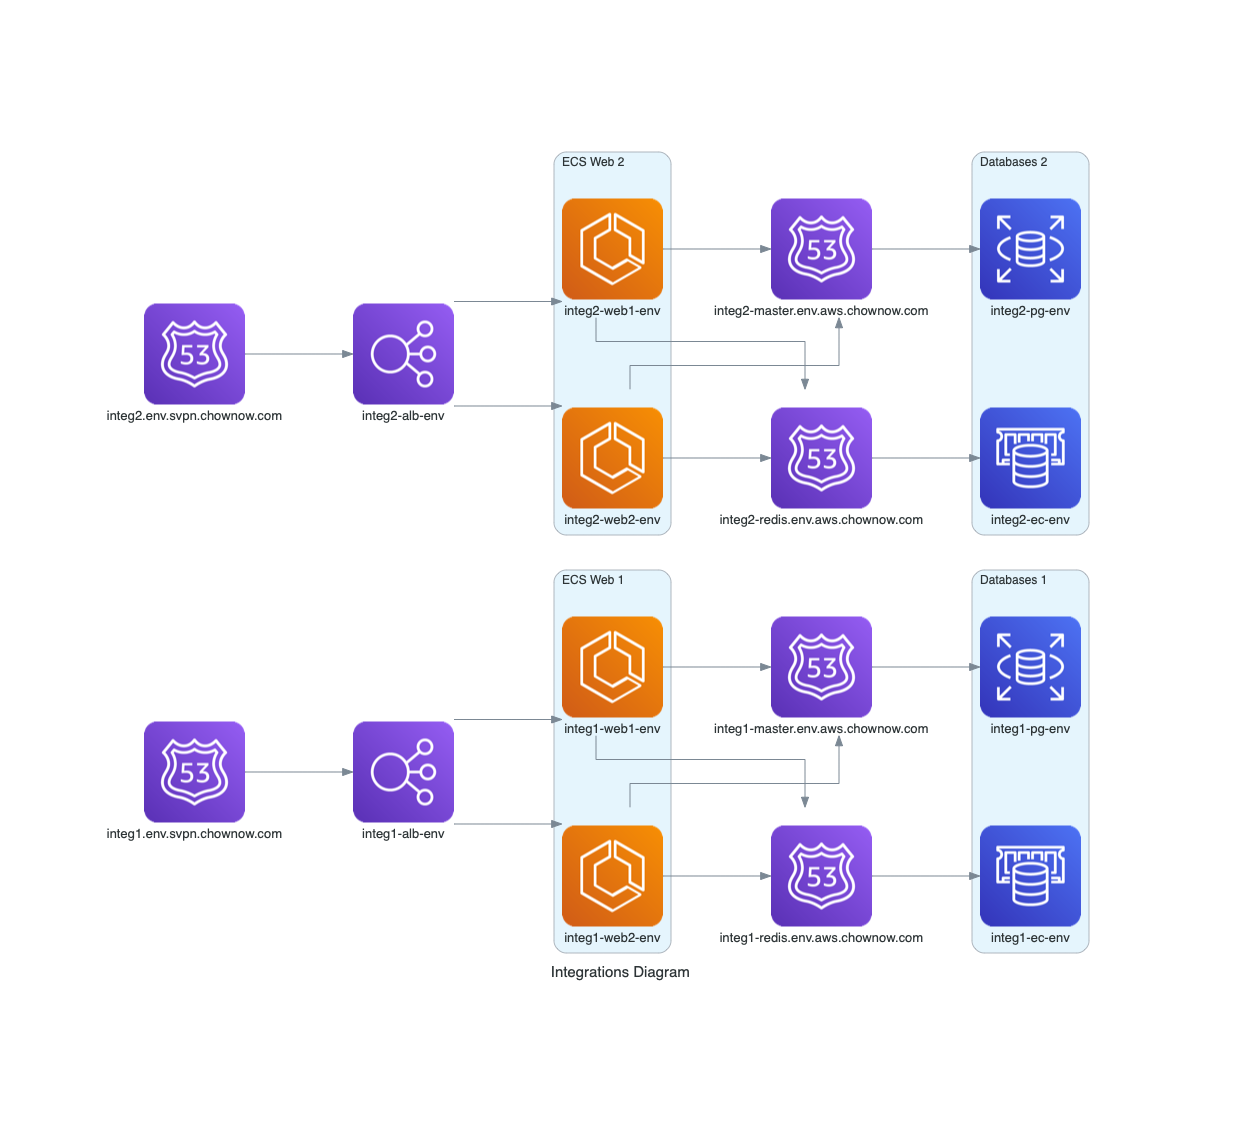 ECS Web 2
Databases 2
53
53
integ2-web1-env
integ2-master.env.aws.chownow.com
integ2-pg-env
53
integ2.env.svpn.chownow.com
integ2-alb-env
integ2-web2-env
integ2-redis.env.aws.chownow.com
integ2-ec-env
ECS Web 1
Databases 1
53
53
integ1-web1-env
integ1-master.env.aws.chownow.com
integ1-pg-env
53
integ1.env.svpn.chownow.com
integ1-alb-env
integ1-web2-env
integ1-redis.env.aws.chownow.com
integ1-ec-env
Integrations Diagram